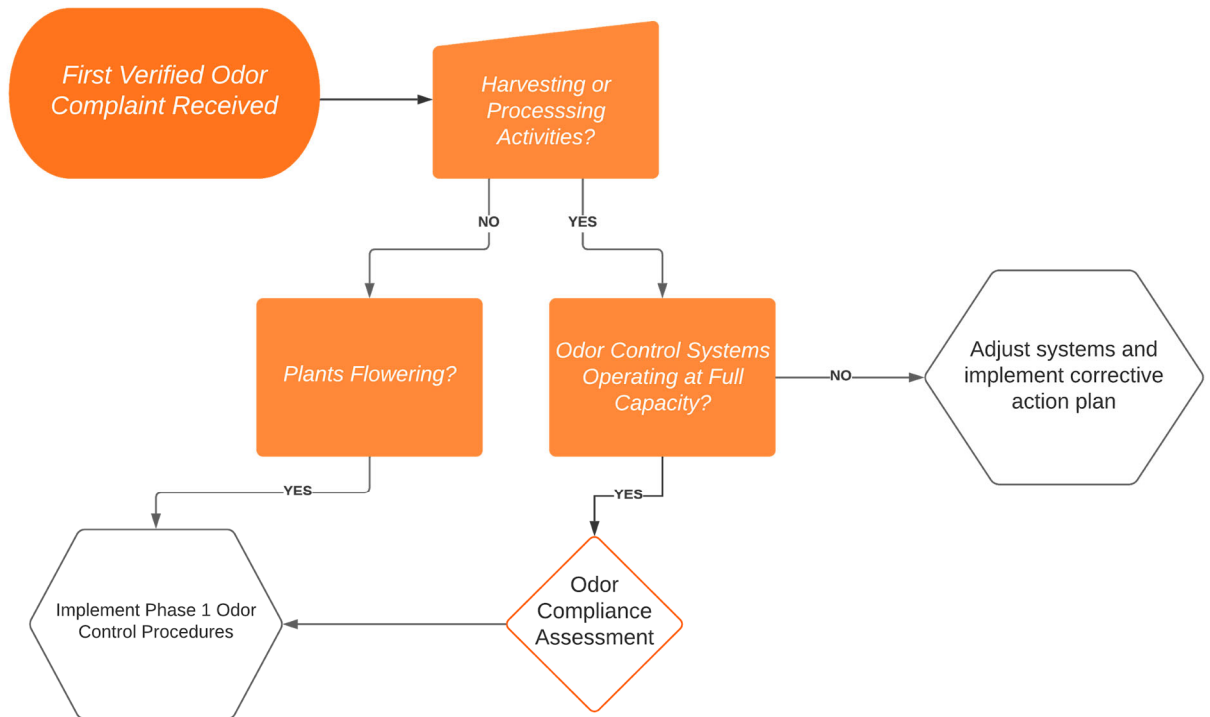 First Verified Odor
Complaint Received
Harvesting or
Processsing
Activities?
NO
YES
Plants Flowering?
Odor Control Systems
Operating at Full
Capacity?
NO
Adjust systems and
implement corrective
action plan
YES
YES
Implement Phase 1 Odor
Control Procedures
Odor
Compliance
Assessment